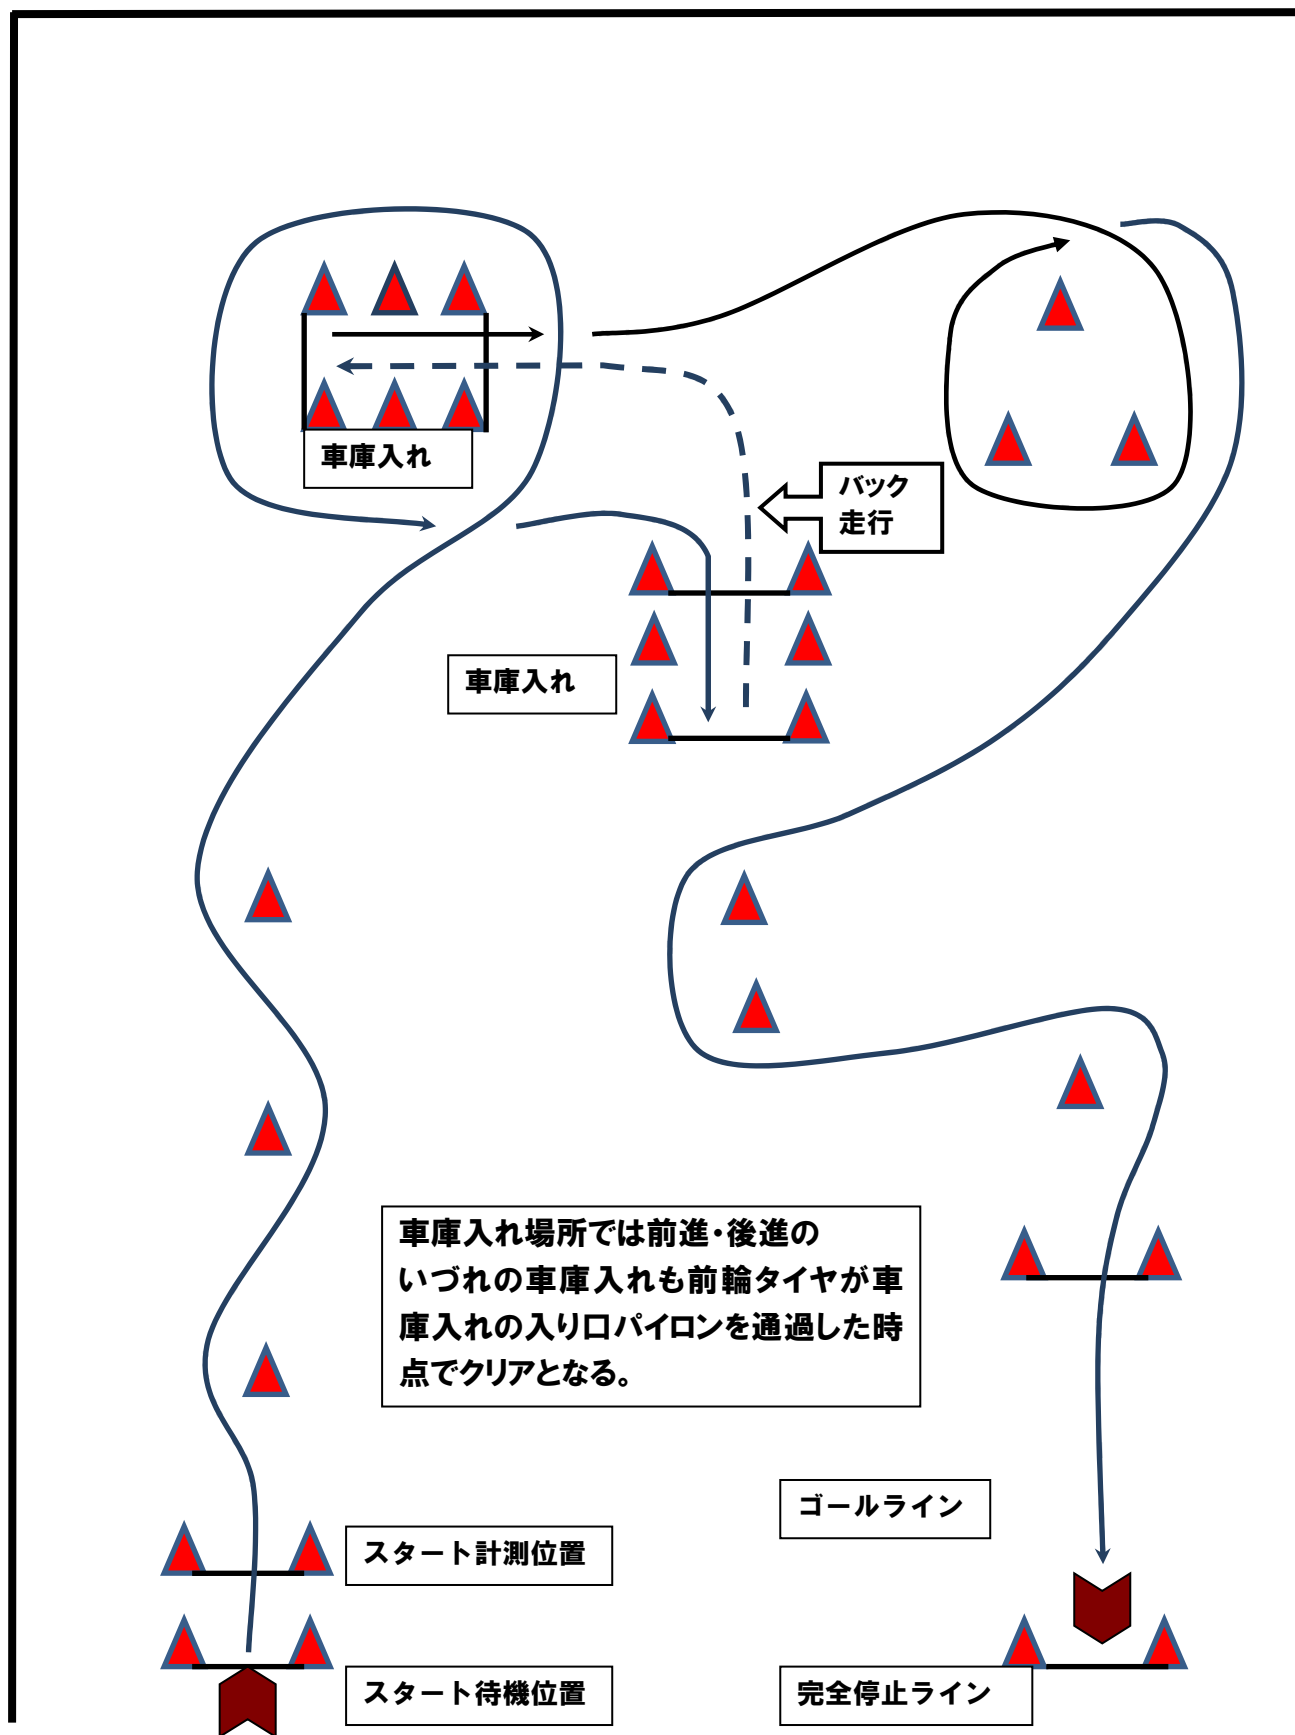 車庫入れ
バック
走行
車庫入れ
車庫入れ場所では前進・後進の
いづれの車庫入れも前輪タイヤが車
庫入れの入り口パイロンを通過した時
点でクリアとなる。
ゴールライン
スタート計測位置
スタート待機位置
完全停止ライン